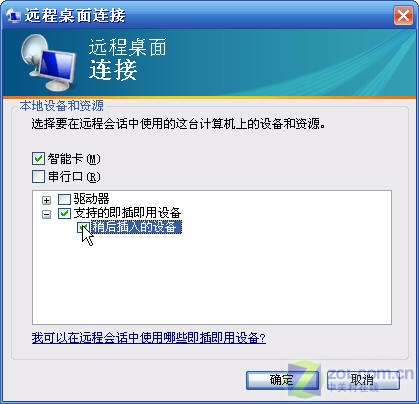 远程桌面连接
远程桌面
连接
本地设备和资源
选择要在远程会话中使用的这台计算机上的设备和资源。
智能卡(M)
串行口(R)
驱动器
支持的即插即用设备
稍后插入的设备
我可以在远程会话中使用哪些即插即用设备?
确定
取消
ZOL.COM.CN
中关村在线